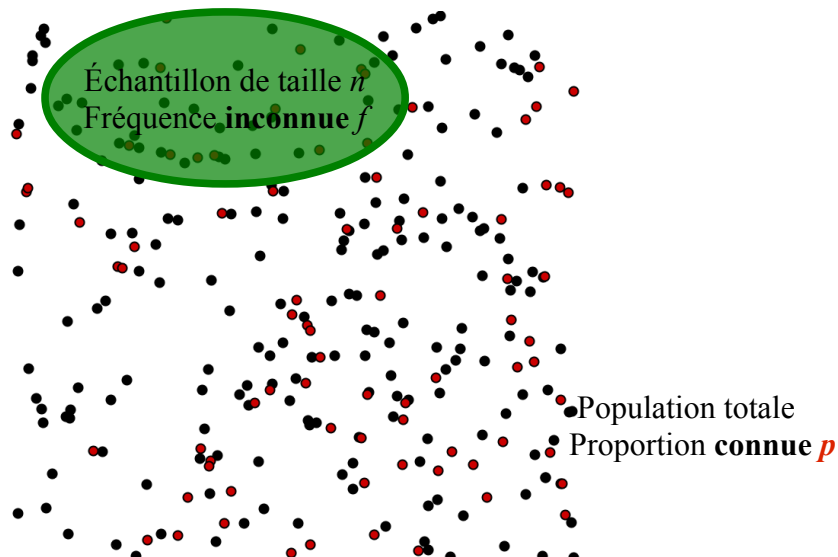 Échantillon de taille n
Fréquence inconnue f
Population totale
Proportion connue p